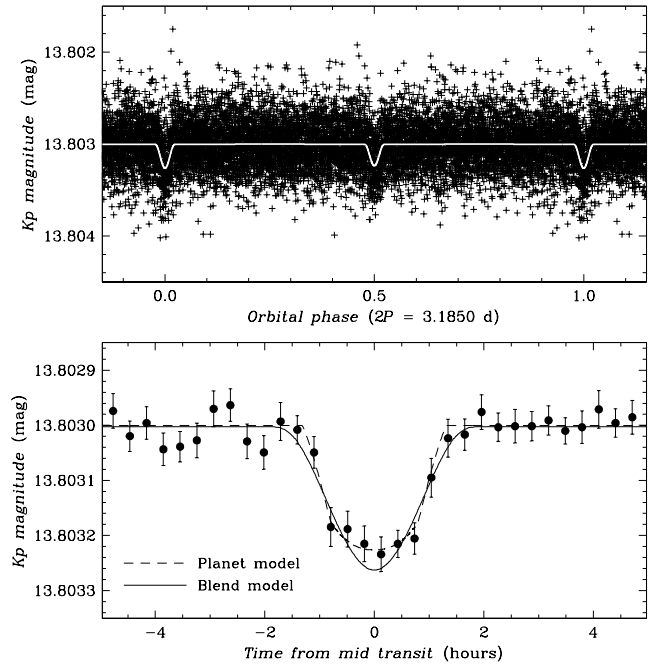 13.802
13.803
13.804
Kp magnitude (mag)
0.0 0.5 1.0
Orbital phase (2P = 3.1850 d)
13.8029
13.8030
13.8031
13.8032
13.8033
Kp magnitude (mag)
Planet model
Blend model
−4 −2 0 2 4
Time from mid transit (hours)